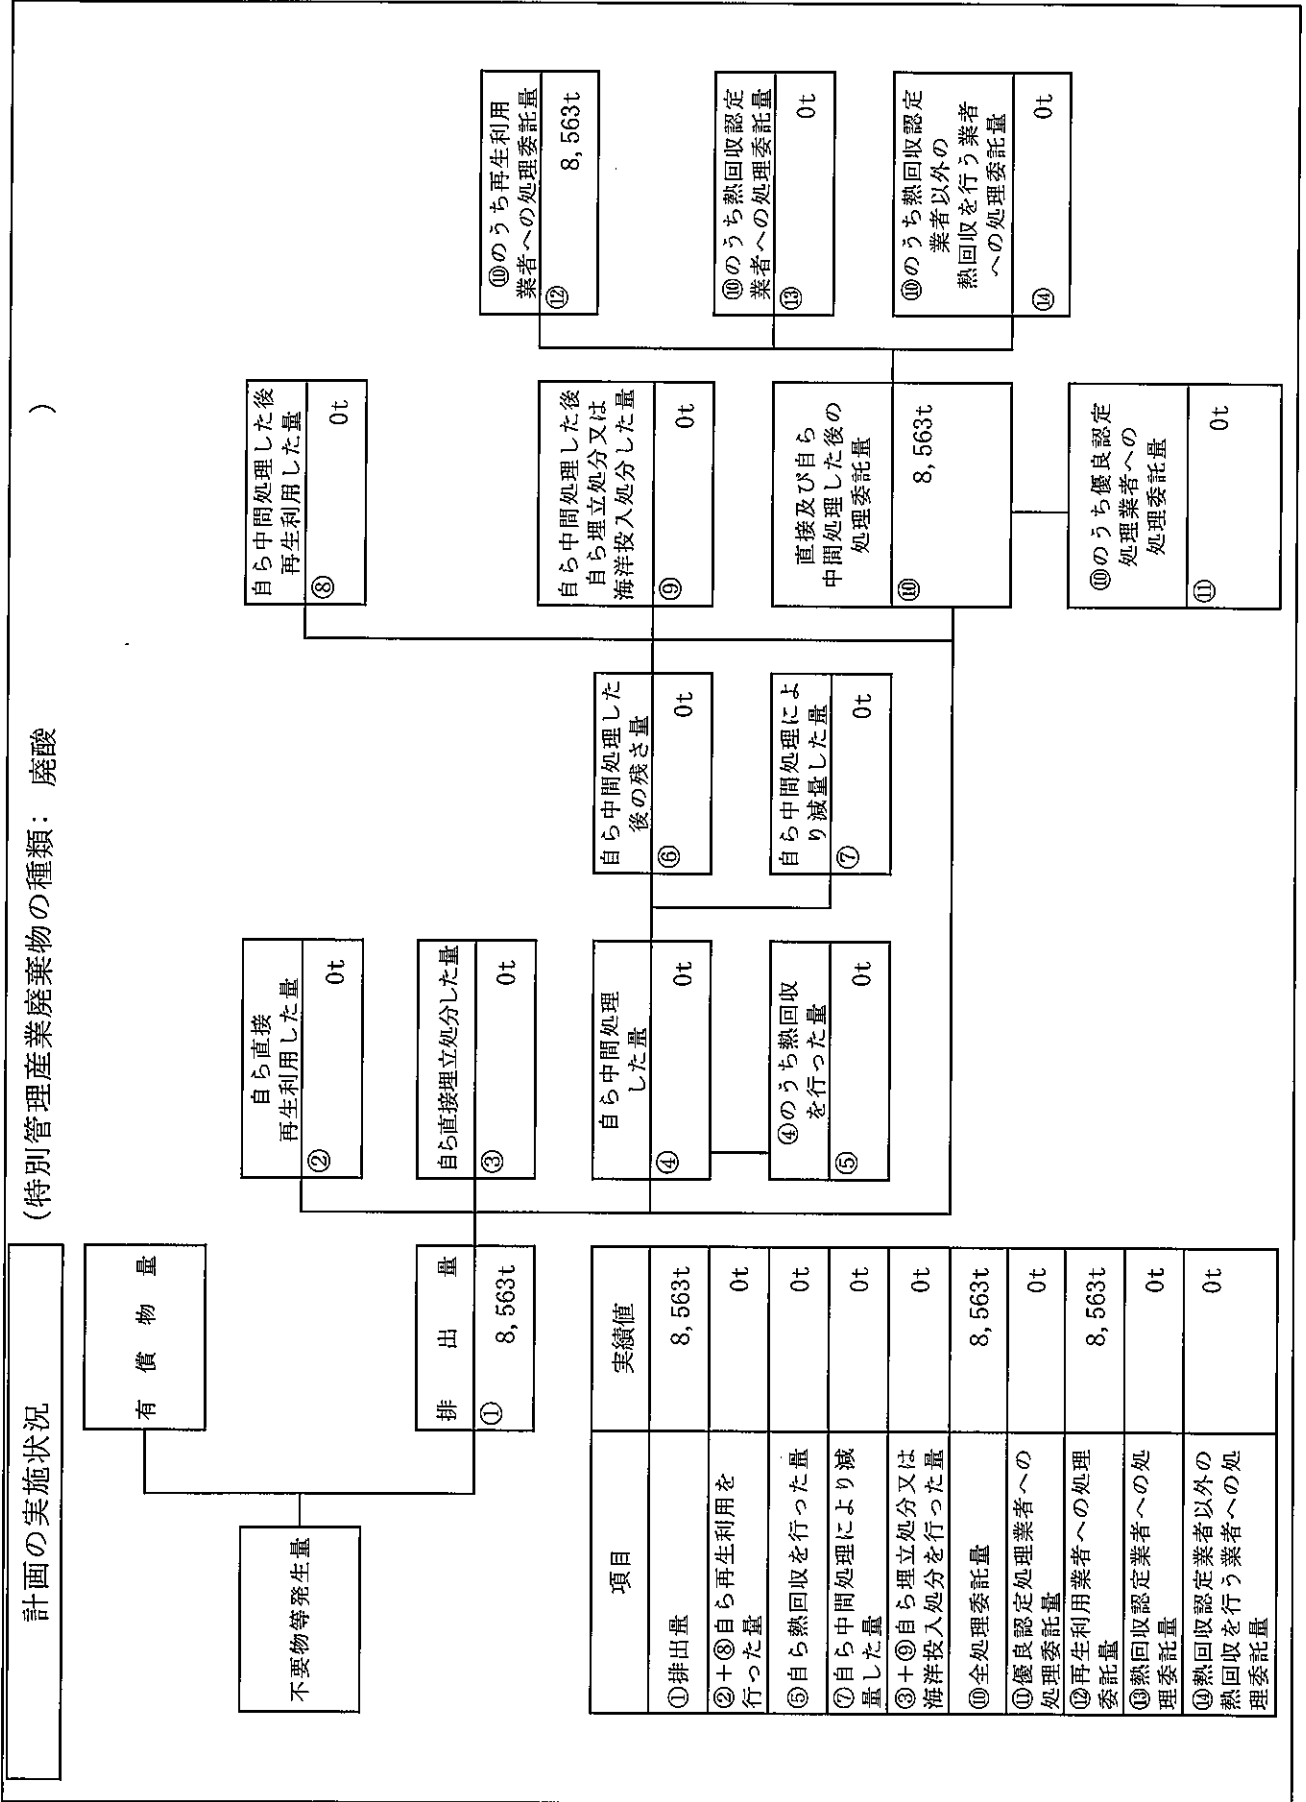 計画の実施状況
(特別管理産業廃棄物の種類： 廃酸 )
有償物量
不要物等発生量
排出量
① 8,563t
自ら直接
再生利用した量
② 0t
自ら直接埋立処分した量
③ 0t
自ら中間処理
した量
④ 0t
④のうち熱回収
を行った量
⑤ 0t
自ら中間処理した
後の残さ量
⑥ 0t
自ら中間処理によ
り減量した量
⑦ 0t
自ら中間処理した後
再生利用した量
⑧ 0t
自ら中間処理した後
自ら埋立処分又は
海洋投入処分した量
⑨ 0t
直接及び自ら
中間処理した後の
処理委託量
⑩ 8,563t
⑩のうち優良認定
処理業者への
処理委託量
⑪ 0t
⑩のうち再生利用
業者への処理委託量
⑫ 8,563t
⑩のうち熱回収認定
業者への処理委託量
⑬ 0t
⑩のうち熱回収認定
業者以外の
熱回収を行う業者
への処理委託量
⑭ 0t
項目 実績値
①排出量 8,563t
②＋⑧自ら再生利用を
行った量 0t
⑤自ら熱回収を行った量 0t
⑦自ら中間処理により減
量した量 0t
③＋⑨自ら埋立処分又は
海洋投入処分を行った量 0t
⑩全処理委託量 8,563t
⑪優良認定処理業者への
処理委託量 0t
⑫再生利用業者への処理
委託量 8,563t
⑬熱回収認定業者への処
理委託量 0t
⑭熱回収認定業者以外の
熱回収を行う業者への処
理委託量 0t